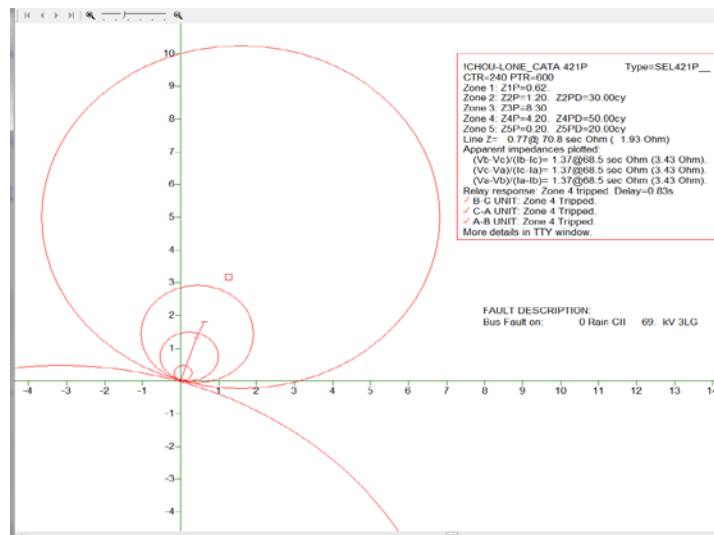 !CHOU-LONE_CATA 421P Type=SEL421P__
CTR=240 PTR=600
Zone 1: Z1P=0.62.
Zone 2: Z2P=1.20. Z2PD=30.00cy
Zone 3: Z3P=8.30.
Zone 4: Z4P=4.20. Z4PD=50.00cy
Zone 5: Z5P=0.20. Z5PD=20.00cy
Line Z= 0.77@ 70.8 sec Ohm ( 1.93 Ohm)
Apparent impedances plotted:
(Vb-Vc)/(Ib-Ic)= 1.37@68.5 sec Ohm (3.43 Ohm).
(Vc-Va)/(Ic-Ia)= 1.37@68.5 sec Ohm (3.43 Ohm).
(Va-Vb)/(Ia-Ib)= 1.37@68.5 sec Ohm (3.43 Ohm).
Relay response: Zone 4 tripped. Delay=0.83s.
✓ B-C UNIT: Zone 4 Tripped.
✓ C-A UNIT: Zone 4 Tripped.
✓ A-B UNIT: Zone 4 Tripped.
More details in TTY window.
FAULT DESCRIPTION:
Bus Fault on: 0 Rain CII 69. kV 3LG
10
9
8
7
6
5
4
3
2
1
-4 -3 -2 -1 0 1 2 3 4 5 6 7 8 9 10 11 12 13 14
-1
-2
-3
-4